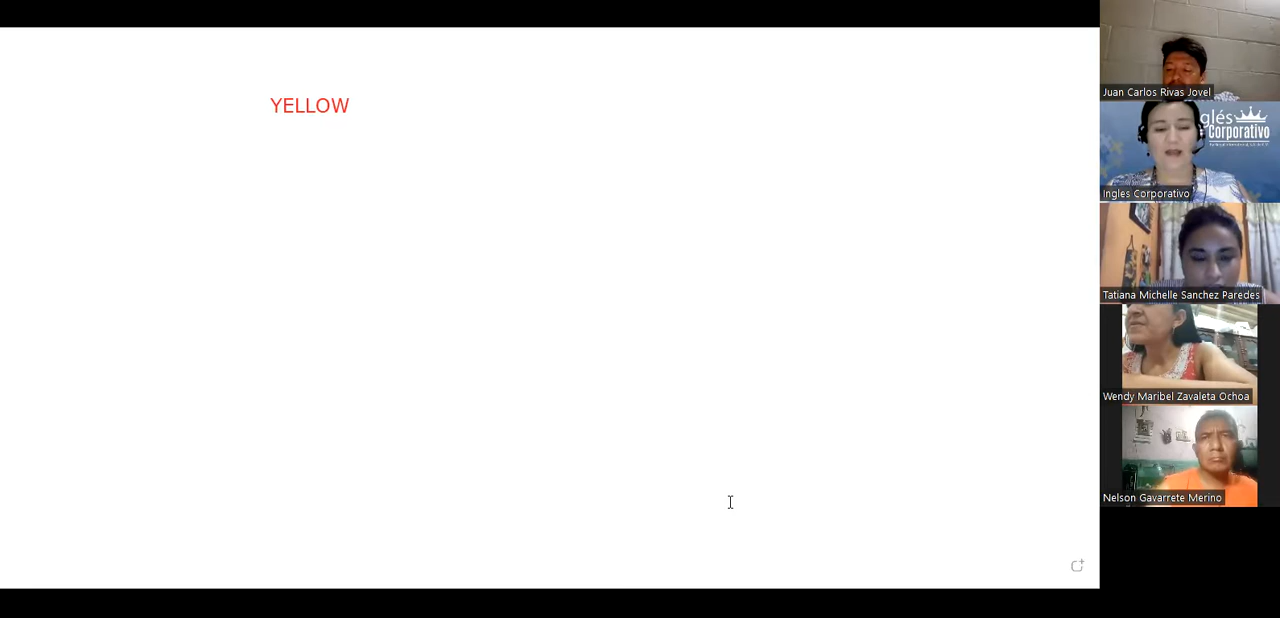 YELLOW
Juan Carlos Rivas Jovel
glés
Corporativo
Ingles Corporativo
Tatiana Michelle Sanchez Paredes
Wendy Maribel Zavaleta Ochoa
Nelson Gavarrete Merino